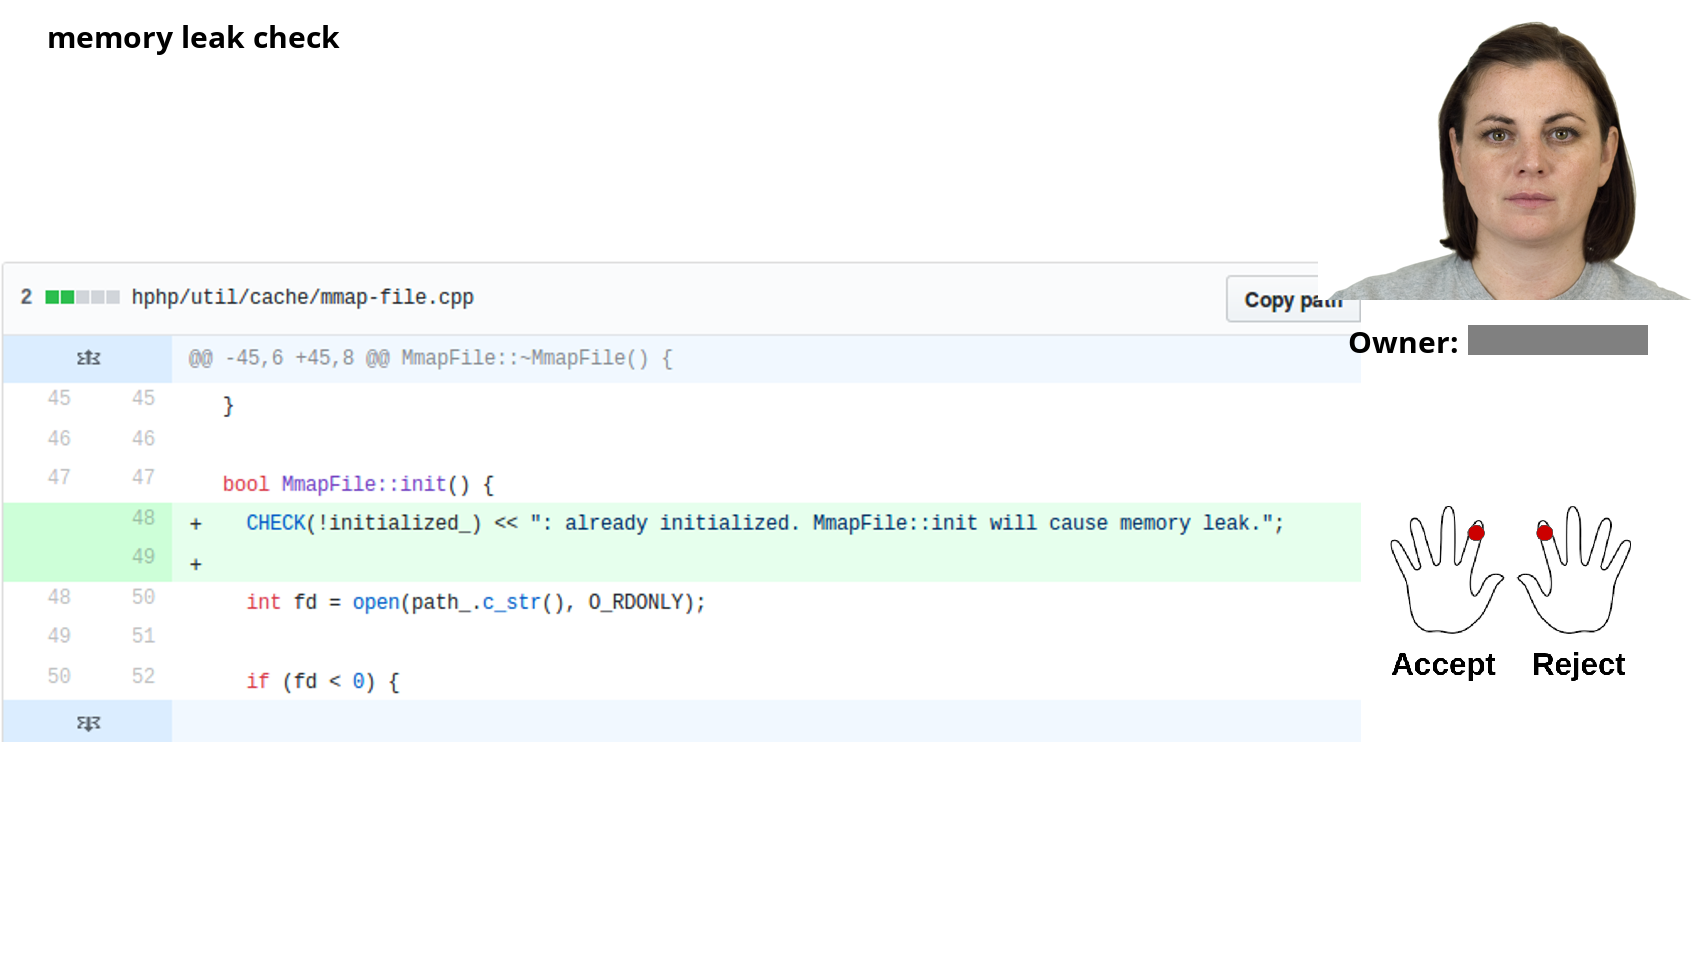 memory leak check
2 hphp/util/cache/mmap-file.cpp
Copy path
@@ -45,6 +45,8 @@ MmapFile::~MmapFile() {
45 45 }
46 46
47 47 bool MmapFile::init() {
48 + CHECK(!initialized_) << ": already initialized. MmapFile::init will cause memory leak.";
49 +
48 50 int fd = open(path_.c_str(), O_RDONLY);
49 51
50 52 if (fd < 0) {
Owner:
Accept Reject